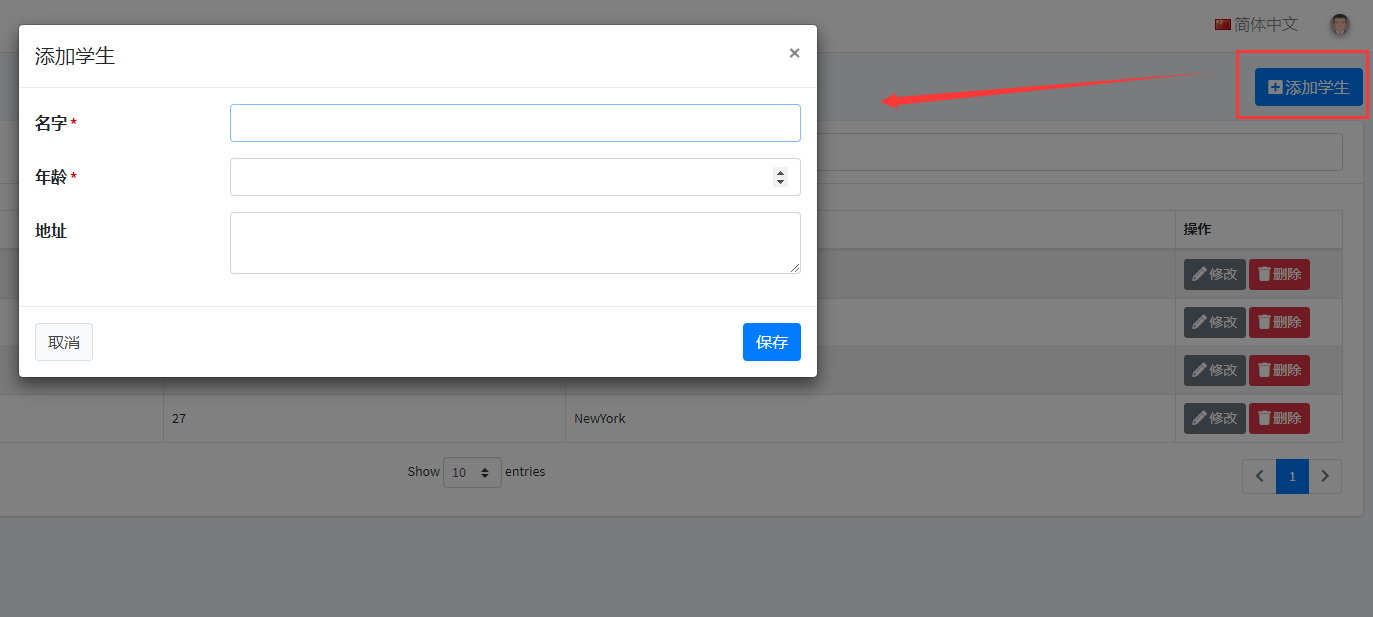 简体中文
添加学生
×
添加学生
名字 *
年龄 *
地址
取消
保存
操作
修改 删除
修改 删除
修改 删除
27 NewYork 修改 删除
Show 10 entries
1